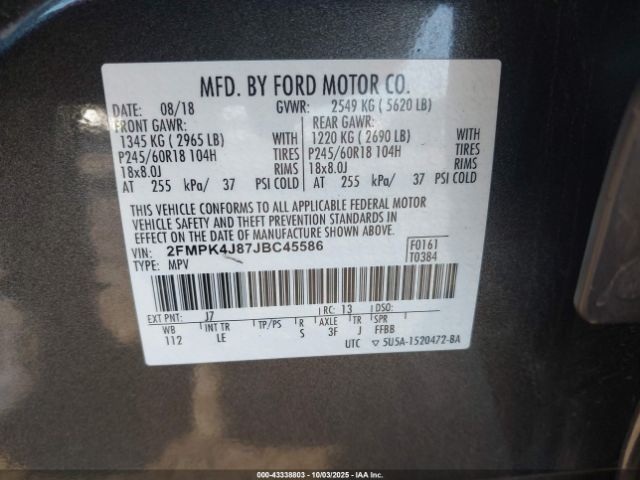 MFD. BY FORD MOTOR CO.
DATE: 08/18 GVWR: 2549 KG ( 5620 LB)
FRONT GAWR: REAR GAWR:
1345 KG ( 2965 LB) WITH 1220 KG ( 2690 LB) WITH
P245/60R18 104H TIRES P245/60R18 104H TIRES
18x8.0J RIMS 18x8.0J RIMS
AT 255 kPa/ 37 PSI COLD AT 255 kPa/ 37 PSI COLD
THIS VEHICLE CONFORMS TO ALL APPLICABLE FEDERAL MOTOR
VEHICLE SAFETY AND THEFT PREVENTION STANDARDS IN
EFFECT ON THE DATE OF MANUFACTURE SHOWN ABOVE.
VIN: 2FMPK4J87JBC45586 F0161
TYPE: MPV T0384
EXT PNT: J7 RC: 13 DSO:
WB INT TR TP/PS R AXLE TR SPR
112 LE S 3F J FFBB
UTC ▽ 5U5A-1520472-BA
000-43338803 - 10/03/2025 - IAA Inc.